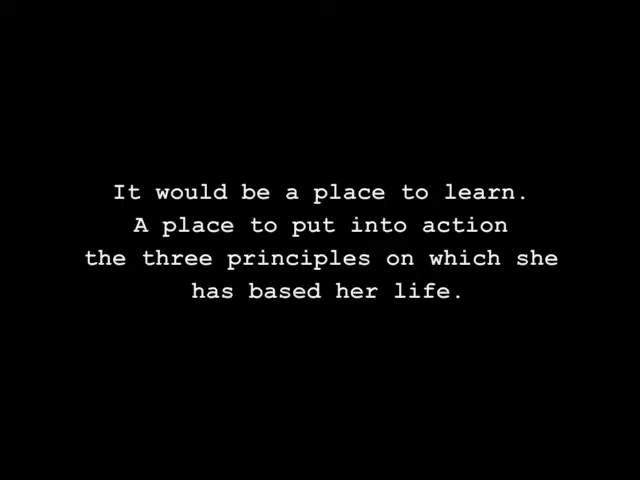 It would be a place to learn.
A place to put into action
the three principles on which she
has based her life.